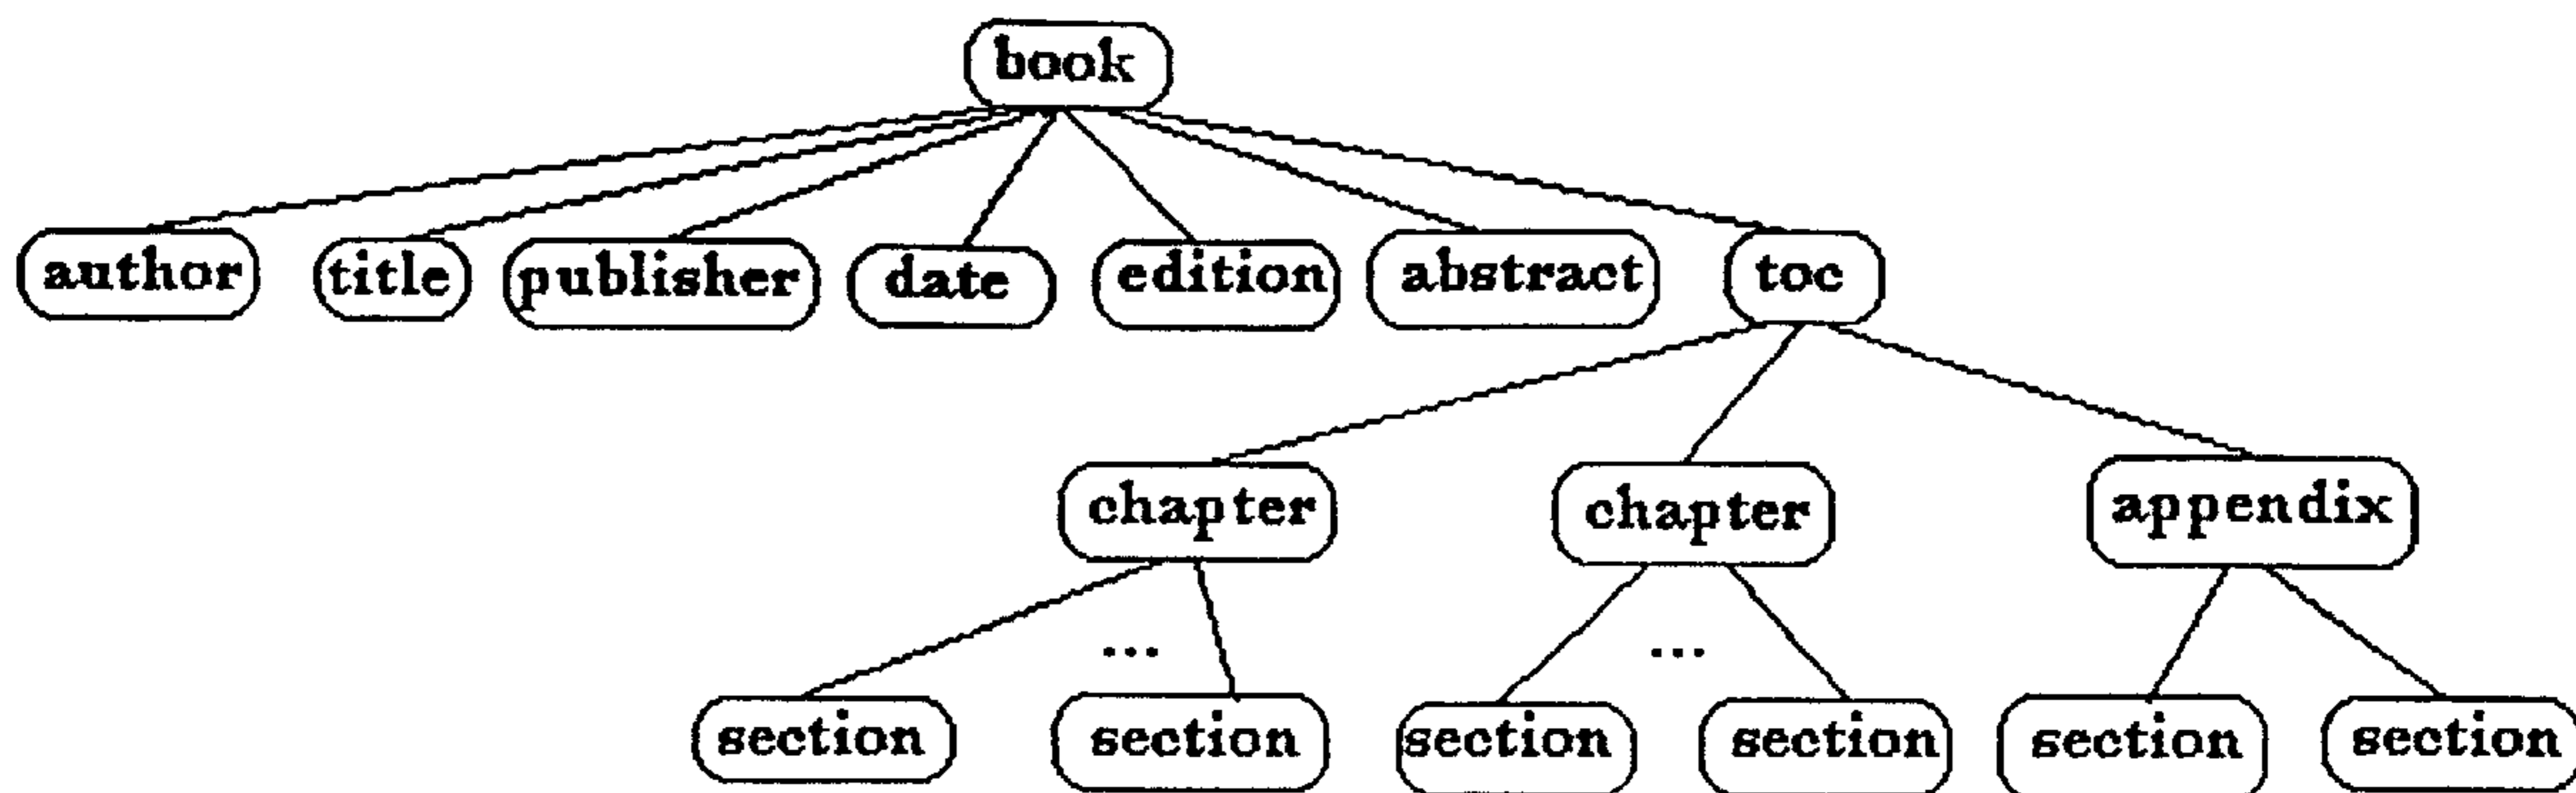 book
author title publisher date edition abstract toc
chapter chapter appendix
... ...
section section section section section section